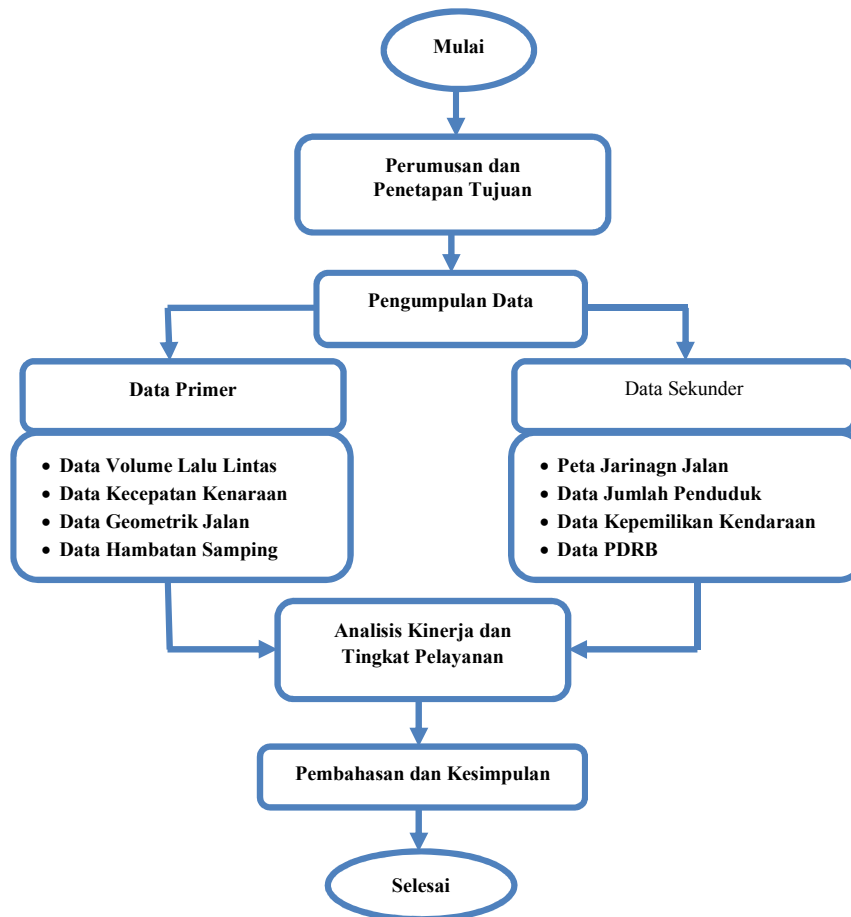 Mulai
Perumusan dan
Penetapan Tujuan
Pengumpulan Data
Data Primer
• Data Volume Lalu Lintas
• Data Kecepatan Kenaraan
• Data Geometrik Jalan
• Data Hambatan Samping
Data Sekunder
• Peta Jarinagn Jalan
• Data Jumlah Penduduk
• Data Kepemilikan Kendaraan
• Data PDRB
Analisis Kinerja dan
Tingkat Pelayanan
Pembahasan dan Kesimpulan
Selesai